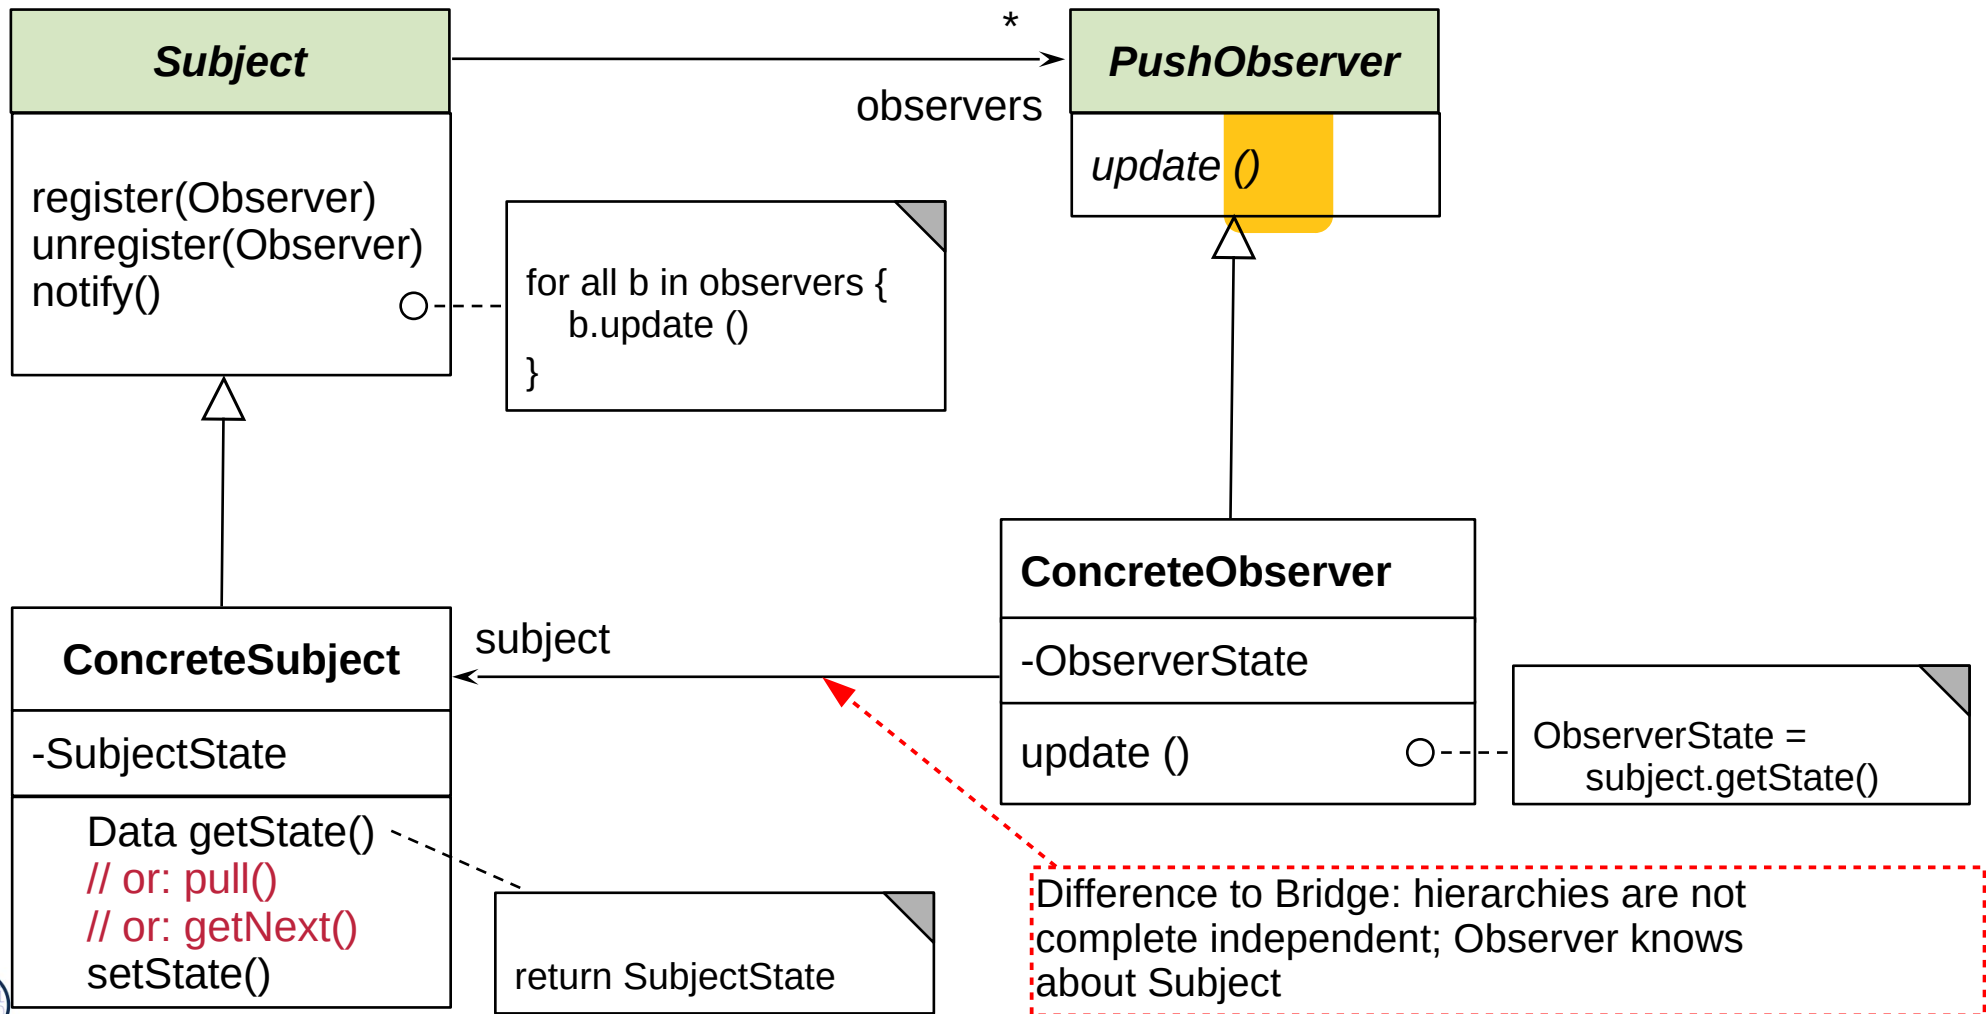 Subject
*
PushObserver
observers
update ()
register(Observer)
unregister(Observer)
notify()
for all b in observers {
b.update ()
}
ConcreteObserver
ConcreteSubject
subject
-ObserverState
-SubjectState
update ()
ObserverState =
subject.getState()
Data getState()
// or: pull()
// or: getNext()
setState()
return SubjectState
Difference to Bridge: hierarchies are not
complete independent; Observer knows
about Subject